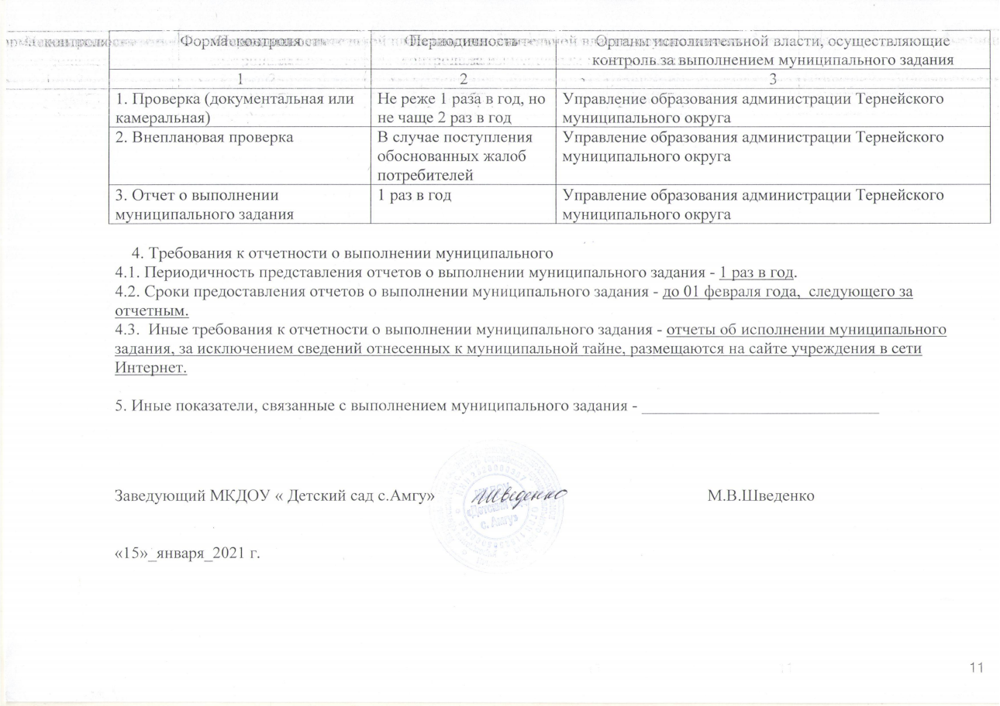 Форма контроля Периодичность Органы исполнительной власти, осуществляющие
контроль за выполнением муниципального задания
1 2 3
1. Проверка (документальная или Не реже 1 раза в год, но Управление образования администрации Тернейского
камеральная) не чаще 2 раз в год муниципального округа
2. Внеплановая проверка В случае поступления Управление образования администрации Тернейского
обоснованных жалоб муниципального округа
потребителей
3. Отчет о выполнении 1 раз в год Управление образования администрации Тернейского
муниципального задания муниципального округа
4. Требования к отчетности о выполнении муниципального
4.1. Периодичность представления отчетов о выполнении муниципального задания - 1 раз в год.
4.2. Сроки предоставления отчетов о выполнении муниципального задания - до 01 февраля года, следующего за
отчетным.
4.3. Иные требования к отчетности о выполнении муниципального задания - отчеты об исполнении муниципального
задания, за исключением сведений отнесенных к муниципальной тайне, размещаются на сайте учреждения в сети
Интернет.
5. Иные показатели, связанные с выполнением муниципального задания - ____________________________
Заведующий МКДОУ « Детский сад с.Амгу» Шведенко М.В.Шведенко
«Детский сад
с. Амгу»
«15»_января_2021 г.
11